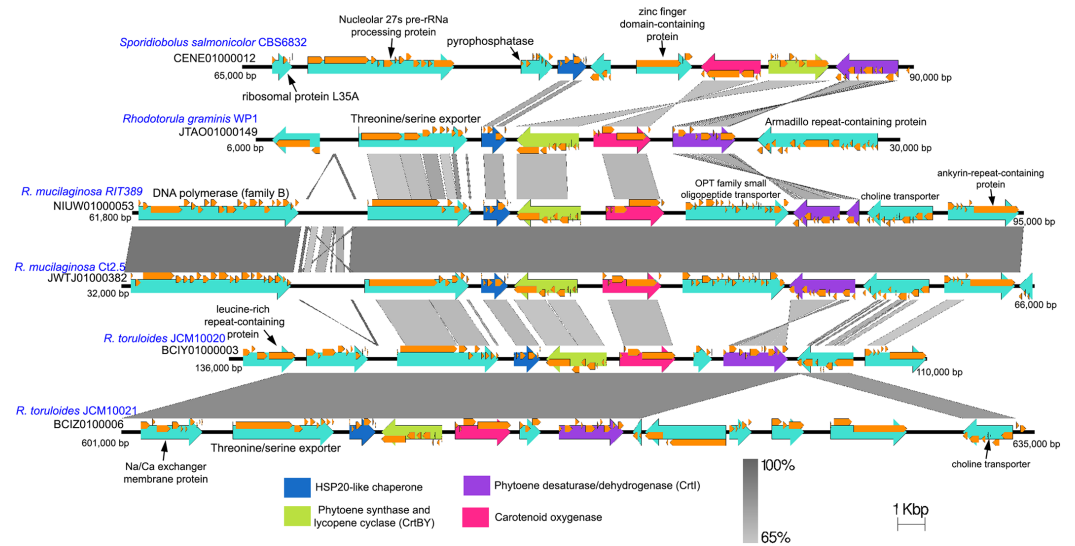 Nucleolar 27s pre-rRNA
processing protein
pyrophosphatase
zinc finger
domain-containing
protein
Sporidiobolus salmonicolor CBS6832
CENE01000012
65,000 bp
90,000 bp
ribosomal protein L35A
Rhodotorula graminis WP1
JTAO01000149
6,000 bp
Threonine/serine exporter
Armadillo repeat-containing protein
30,000 bp
R. mucilaginosa RIT389
DNA polymerase (family B)
NIUW01000053
61,800 bp
OPT family small
oligopeptide transporter
choline transporter
ankyrin-repeat-containing
protein
95,000 bp
R. mucilaginosa Ct2.5
JWTJ01000382
32,000 bp
66,000 bp
leucine-rich
repeat-containing
protein
R. toruloides JCM10020
BCIY01000003
136,000 bp
110,000 bp
R. toruloides JCM10021
BCIZ0100006
601,000 bp
635,000 bp
Na/Ca exchanger
membrane protein
Threonine/serine exporter
choline transporter
HSP20-like chaperone
Phytoene desaturase/dehydrogenase (CrtI)
Phytoene synthase and
lycopene cyclase (CrtBY)
Carotenoid oxygenase
100%
65%
1 Kbp